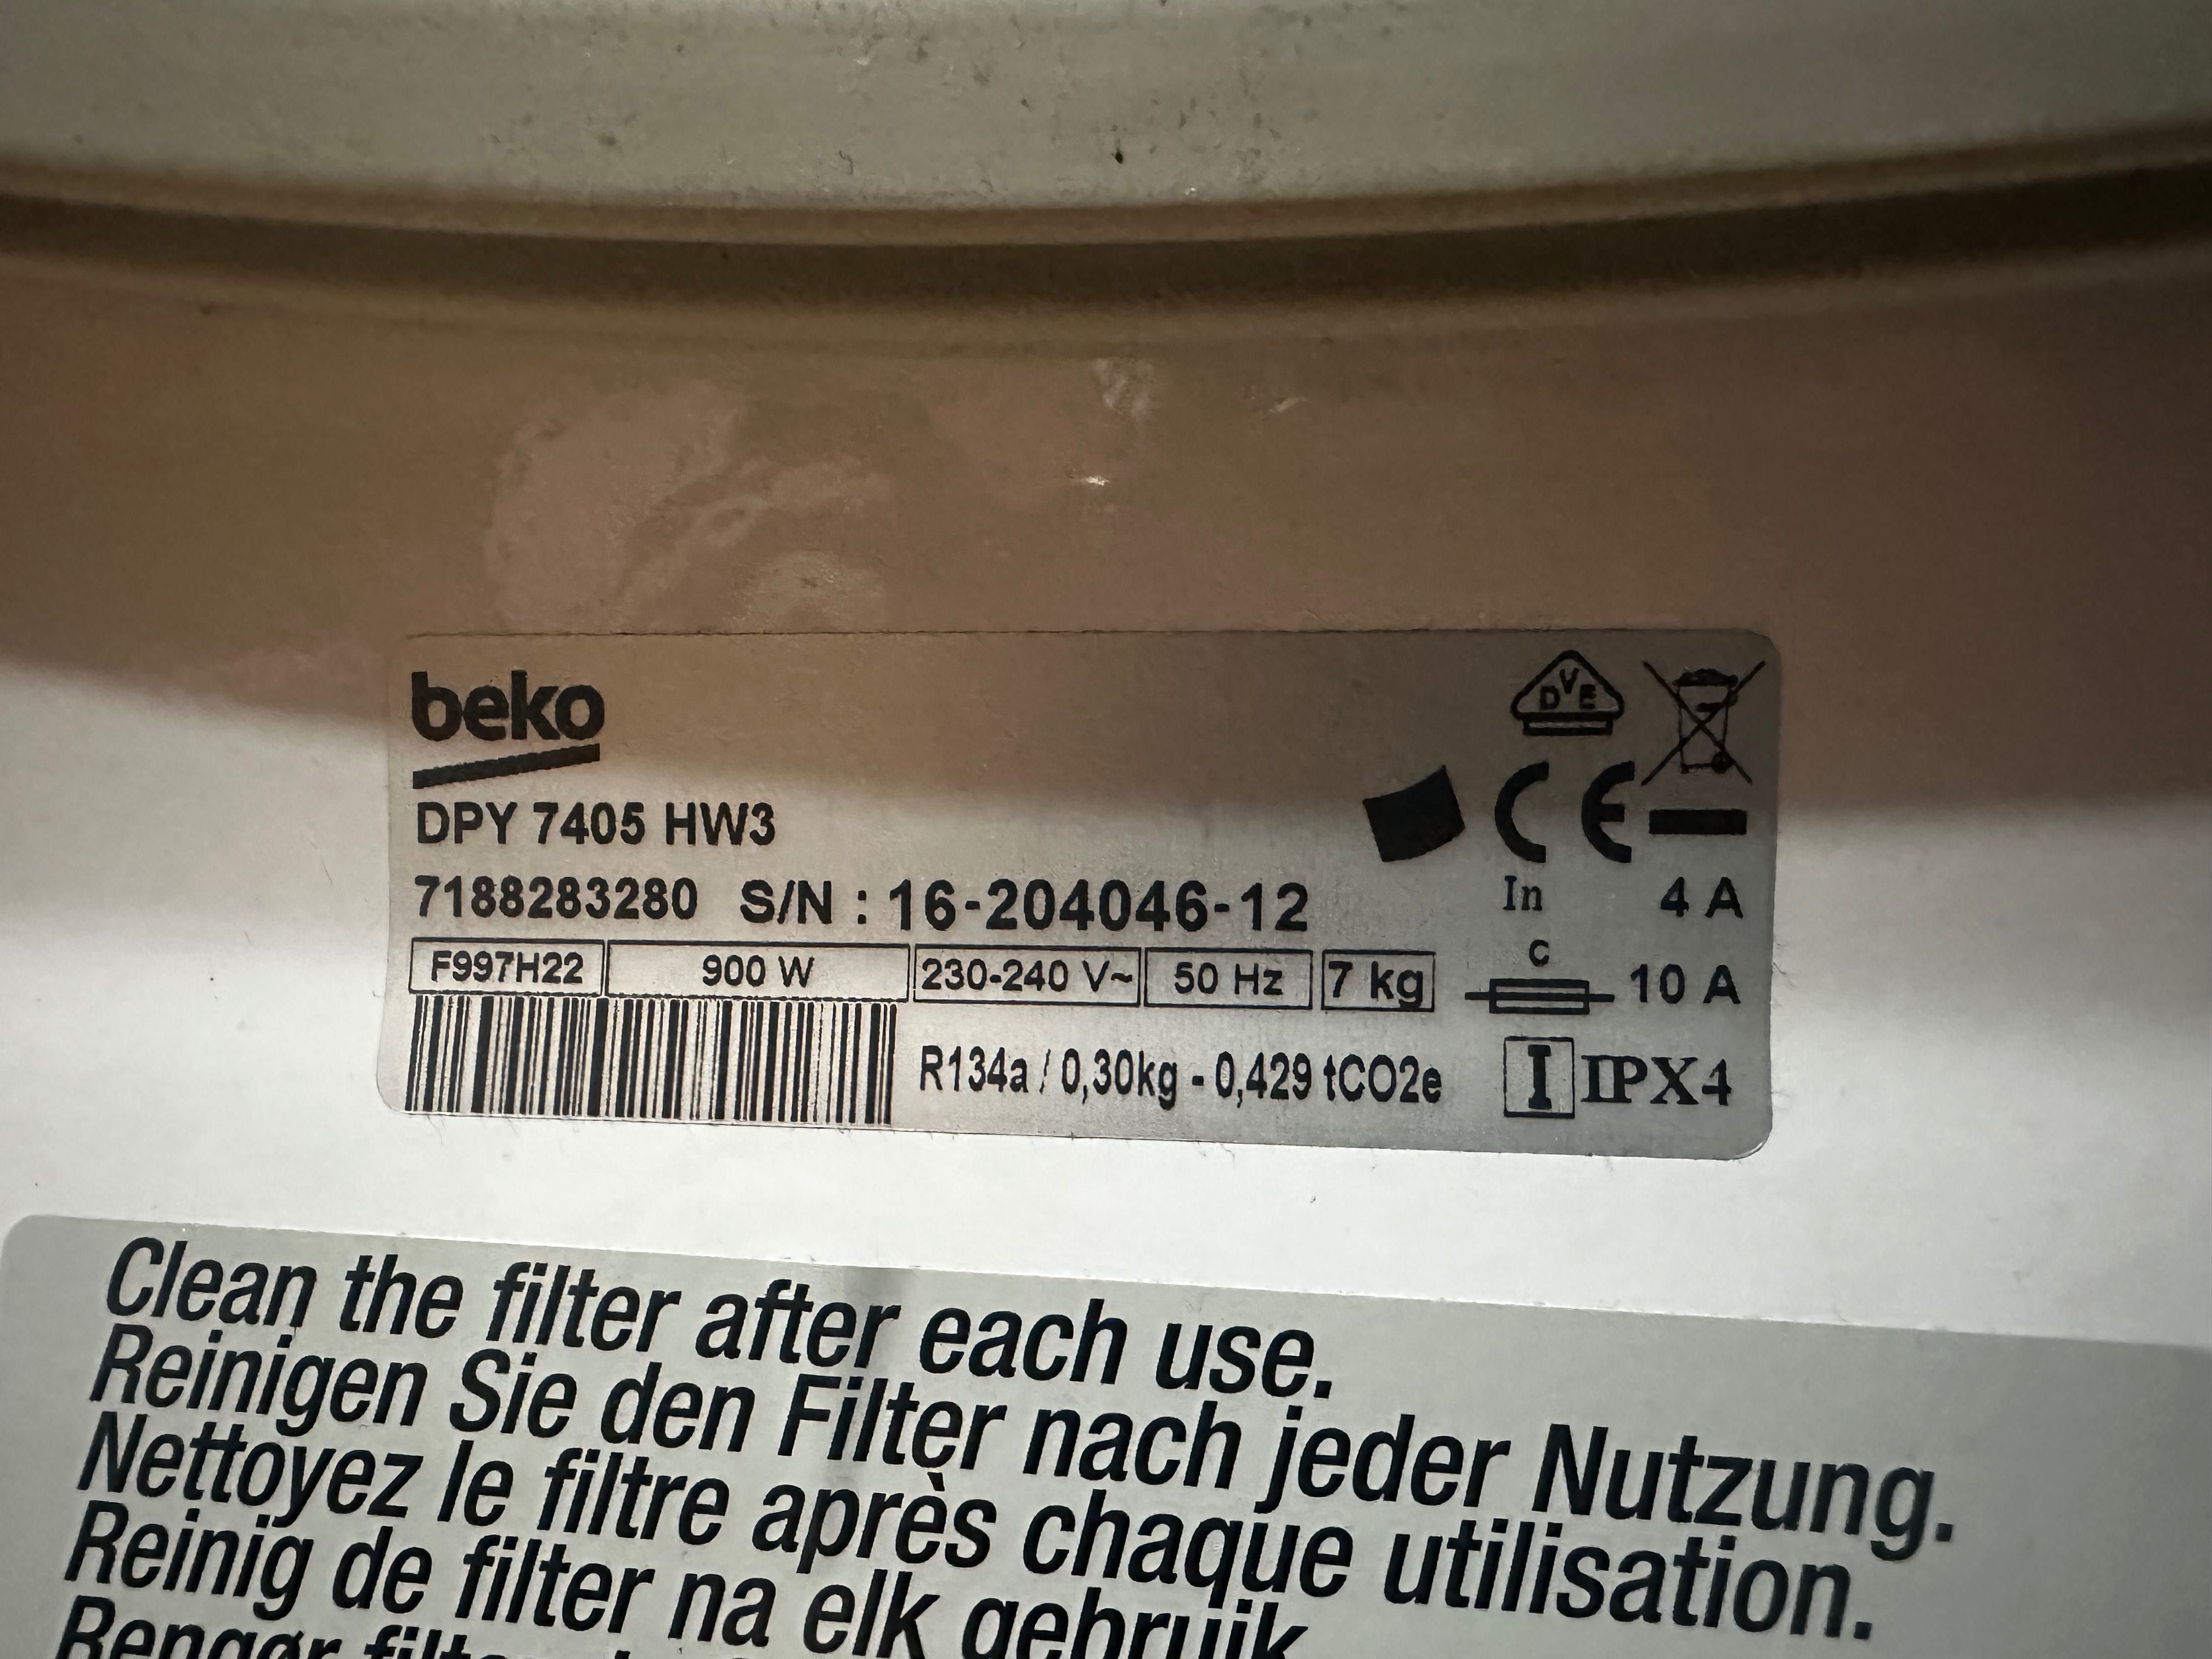 beko
DVE
DPY 7405 HW3
CE
7188283280 S/N : 16-204046-12
In 4 A
F997H22 900 W 230-240 V~ 50 Hz 7 kg
C 10 A
R134a / 0,30kg - 0,429 tCO2e
I IPX4
Clean the filter after each use.
Reinigen Sie den Filter nach jeder Nutzung.
Nettoyez le filtre après chaque utilisation.
Reinig de filter na elk gebruik.
Rengør